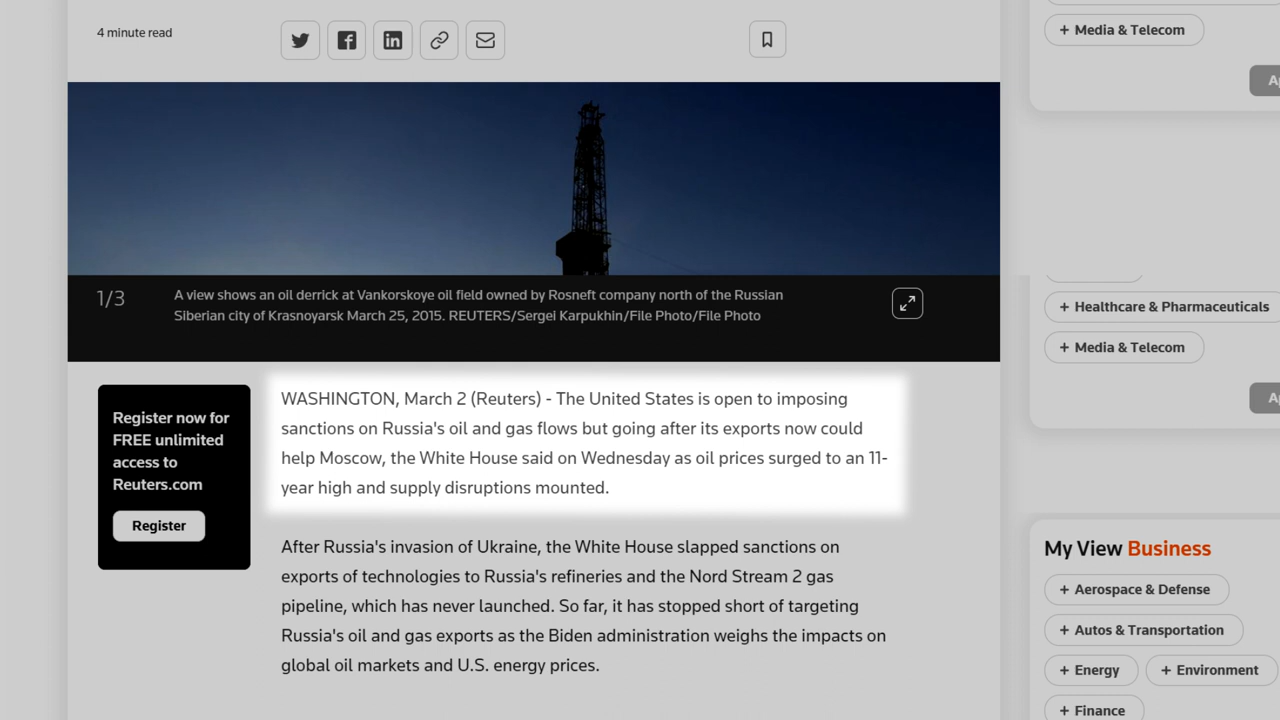 4 minute read
+ Media & Telecom
1/3
A view shows an oil derrick at Vankorskoye oil field owned by Rosneft company north of the Russian
Siberian city of Krasnoyarsk March 25, 2015. REUTERS/Sergei Karpukhin/File Photo/File Photo
+ Healthcare & Pharmaceuticals
+ Media & Telecom
Register now for
FREE unlimited
access to
Reuters.com
Register
WASHINGTON, March 2 (Reuters) - The United States is open to imposing
sanctions on Russia's oil and gas flows but going after its exports now could
help Moscow, the White House said on Wednesday as oil prices surged to an 11-
year high and supply disruptions mounted.
After Russia's invasion of Ukraine, the White House slapped sanctions on
exports of technologies to Russia's refineries and the Nord Stream 2 gas
pipeline, which has never launched. So far, it has stopped short of targeting
Russia's oil and gas exports as the Biden administration weighs the impacts on
global oil markets and U.S. energy prices.
My View Business
+ Aerospace & Defense
+ Autos & Transportation
+ Energy
+ Environment
+ Finance